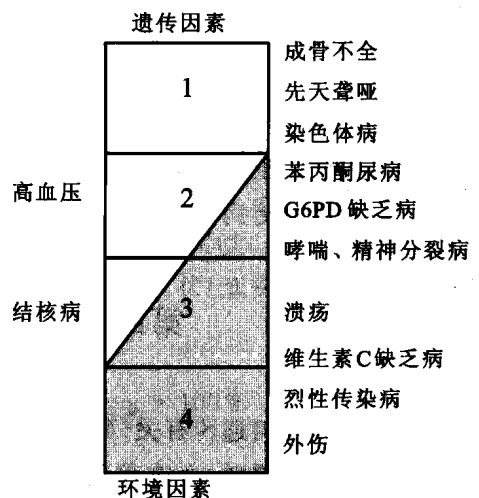 遗传因素
成骨不全
1
先天聋哑
染色体病
苯丙酮尿病
高血压
2
G6PD缺乏病
哮喘、精神分裂病
结核病
3
溃疡
维生素C缺乏病
烈性传染病
4
外伤
环境因素